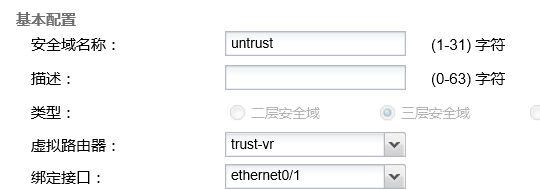 基本配置
安全域名称： untrust (1-31) 字符
描述： (0-63) 字符
类型： 二层安全域 三层安全域
虚拟路由器： trust-vr
绑定接口： ethernet0/1